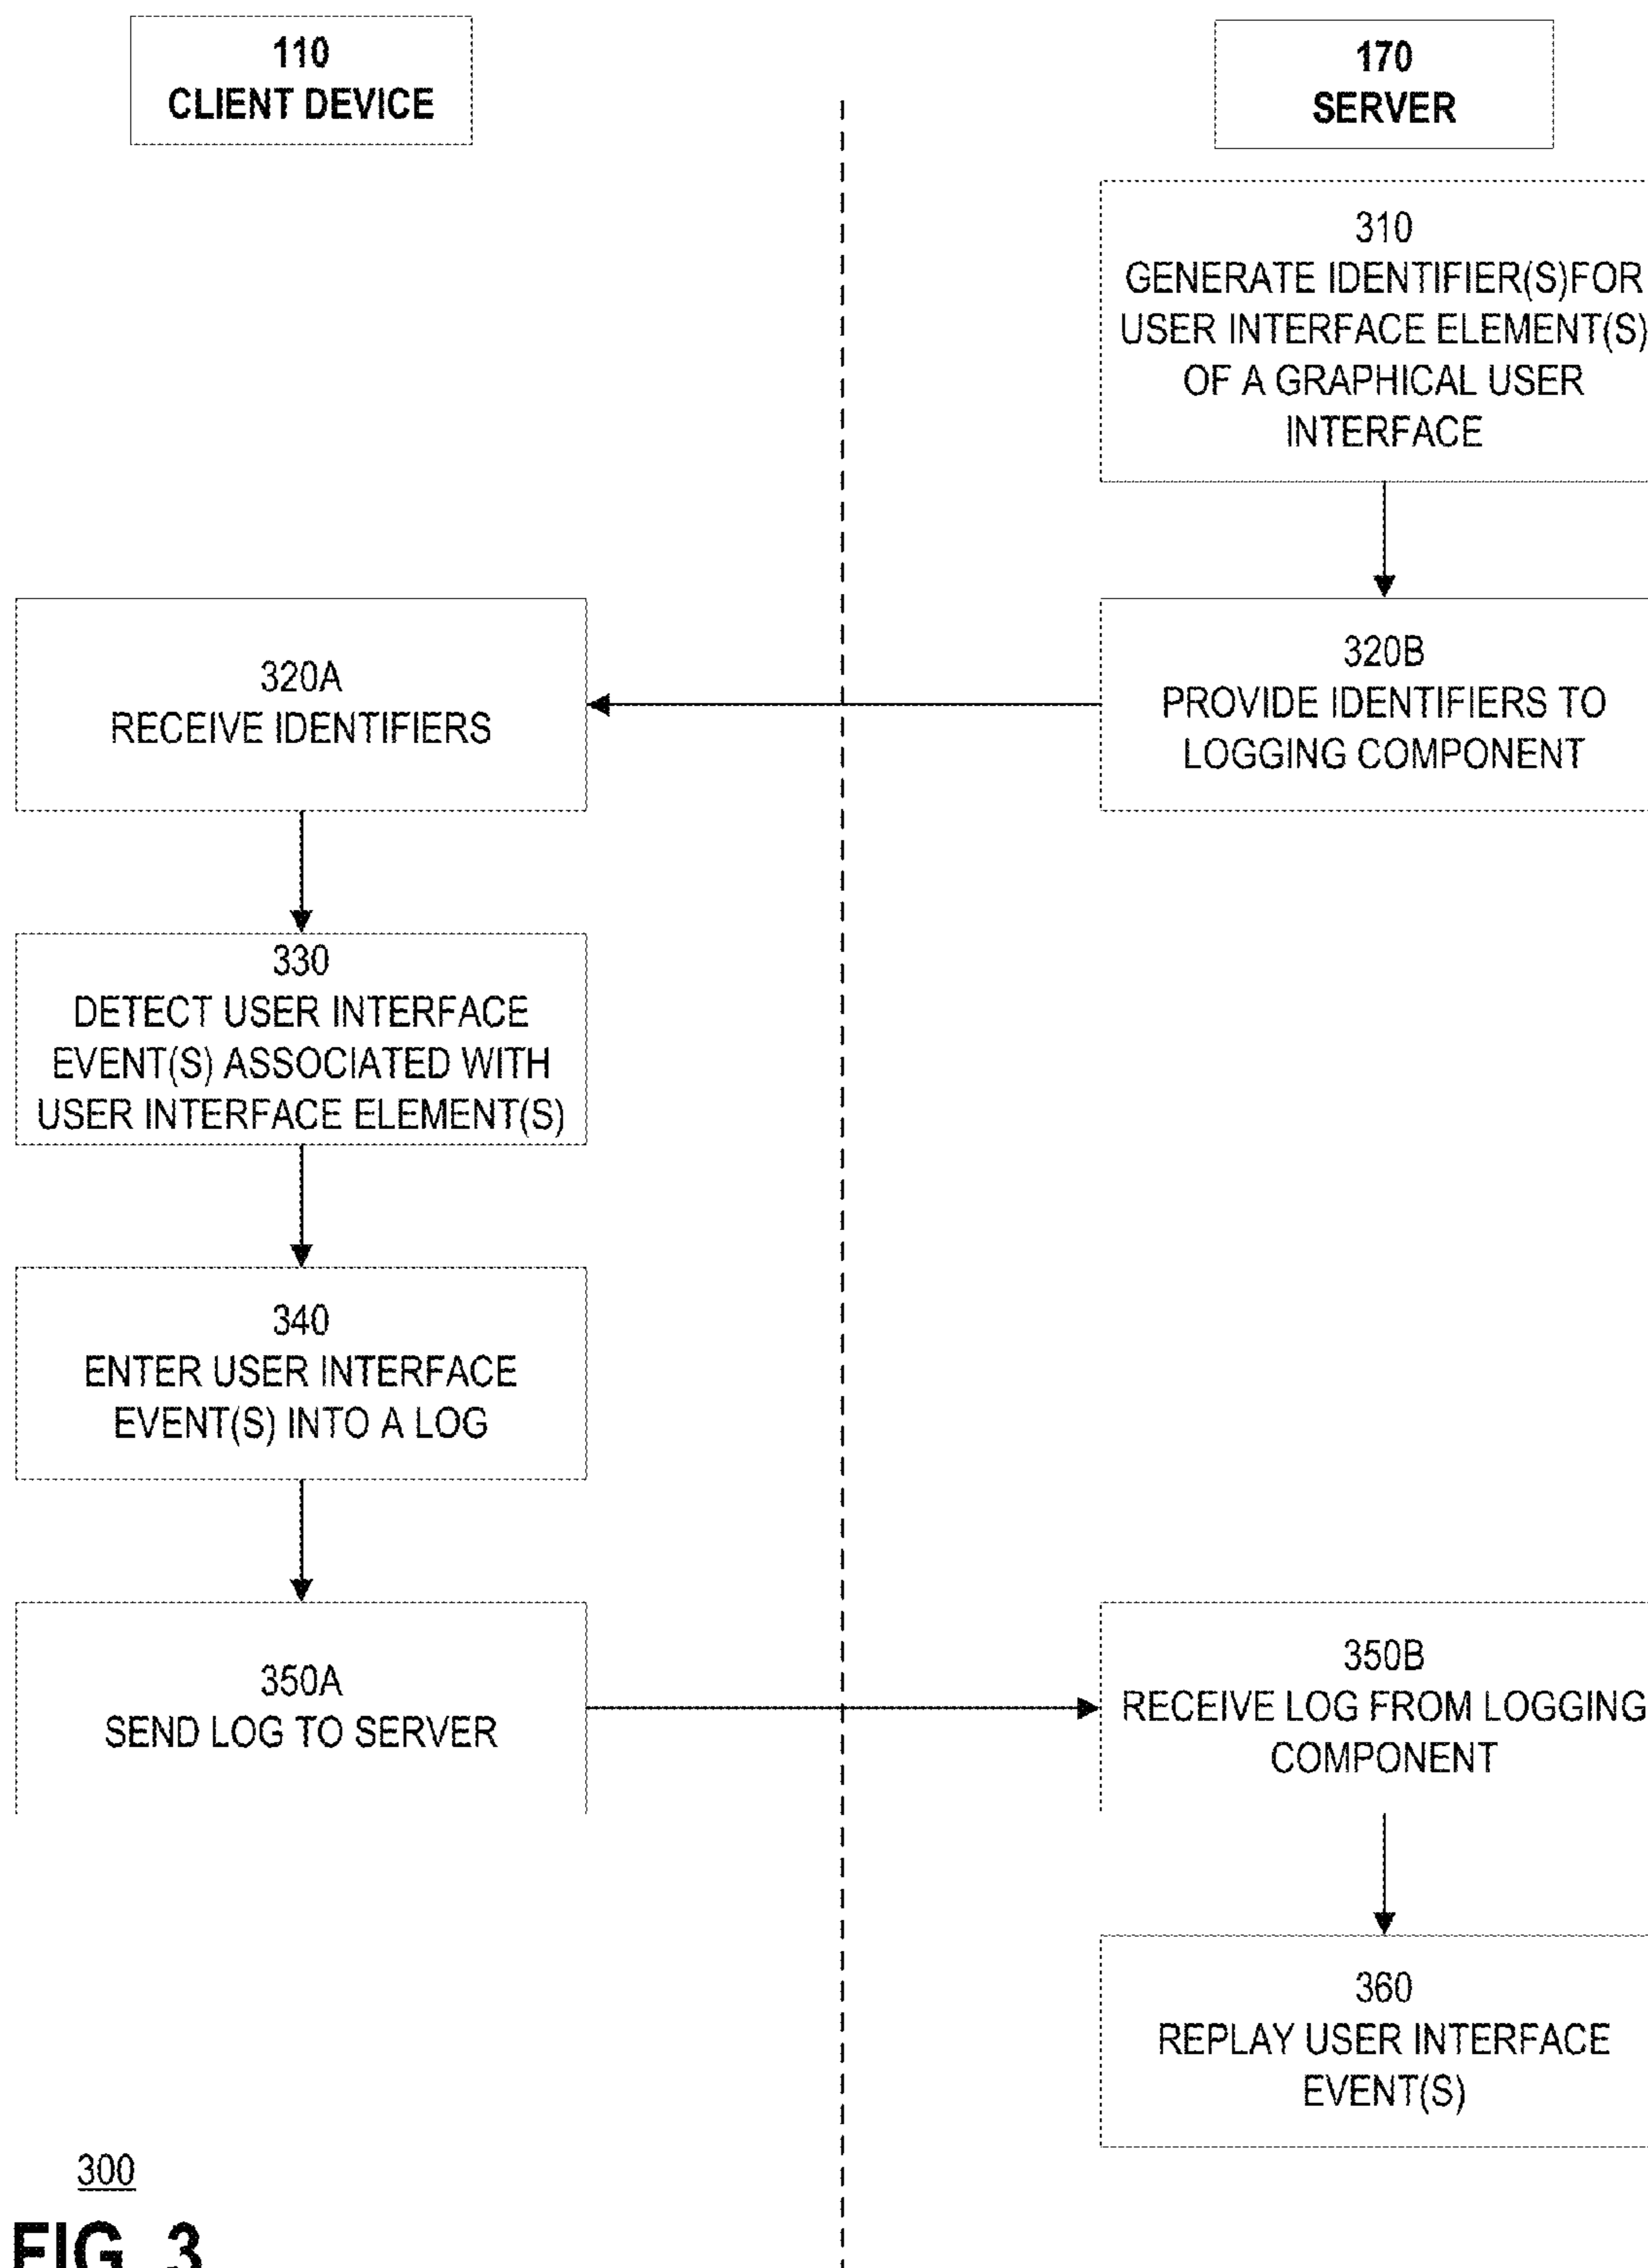 110
CLIENT DEVICE
170
SERVER
310
GENERATE IDENTIFIER(S)FOR
USER INTERFACE ELEMENT(S)
OF A GRAPHICAL USER
INTERFACE
320A
RECEIVE IDENTIFIERS
320B
PROVIDE IDENTIFIERS TO
LOGGING COMPONENT
330
DETECT USER INTERFACE
EVENT(S) ASSOCIATED WITH
USER INTERFACE ELEMENT(S)
340
ENTER USER INTERFACE
EVENT(S) INTO A LOG
350A
SEND LOG TO SERVER
350B
RECEIVE LOG FROM LOGGING
COMPONENT
360
REPLAY USER INTERFACE
EVENT(S)
300
FIG. 3